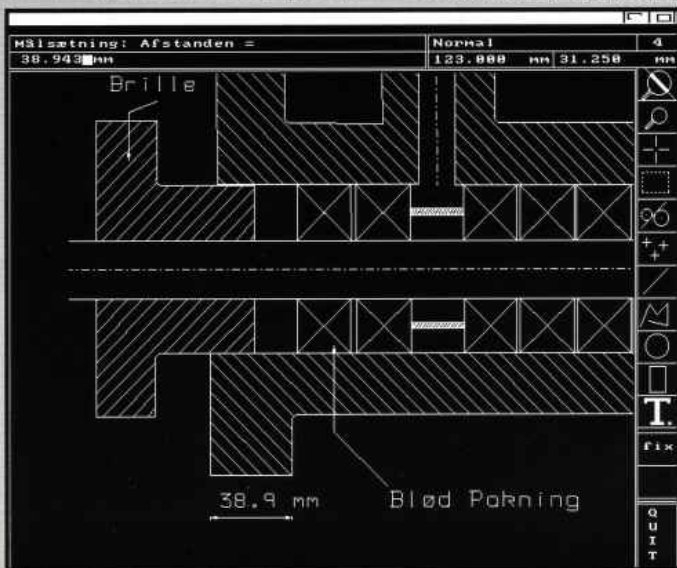 Målsætning: Afstanden =
38.943 mm
Normal
4
123.000 mm
31.250 mm
Brille
T.
fix
38.9 mm
Blød Pakning
QUIT